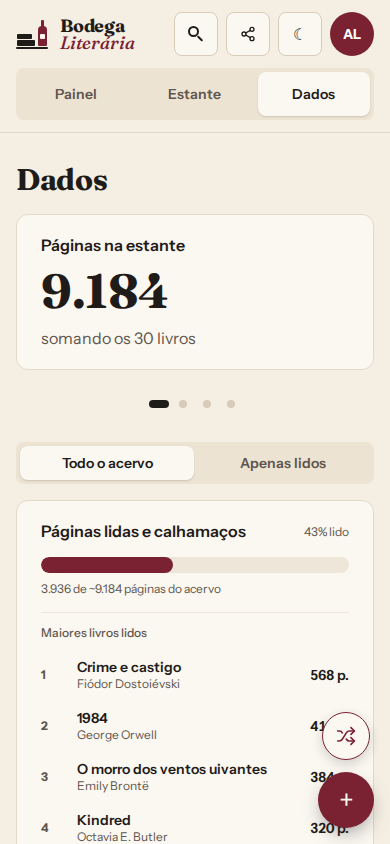 Bodega
Literária
AL
Painel
Estante
Dados
Dados
Páginas na estante
9.184
somando os 30 livros
Todo o acervo
Apenas lidos
Páginas lidas e calhamaços
43% lido
3.936 de ~9.184 páginas do acervo
Maiores livros lidos
1
Crime e castigo
568 p.
Fiódor Dostoiévski
2
1984
George Orwell
3
O morro dos ventos uivantes
Emily Brontë
4
Kindred
320 p.
Octavia E. Butler